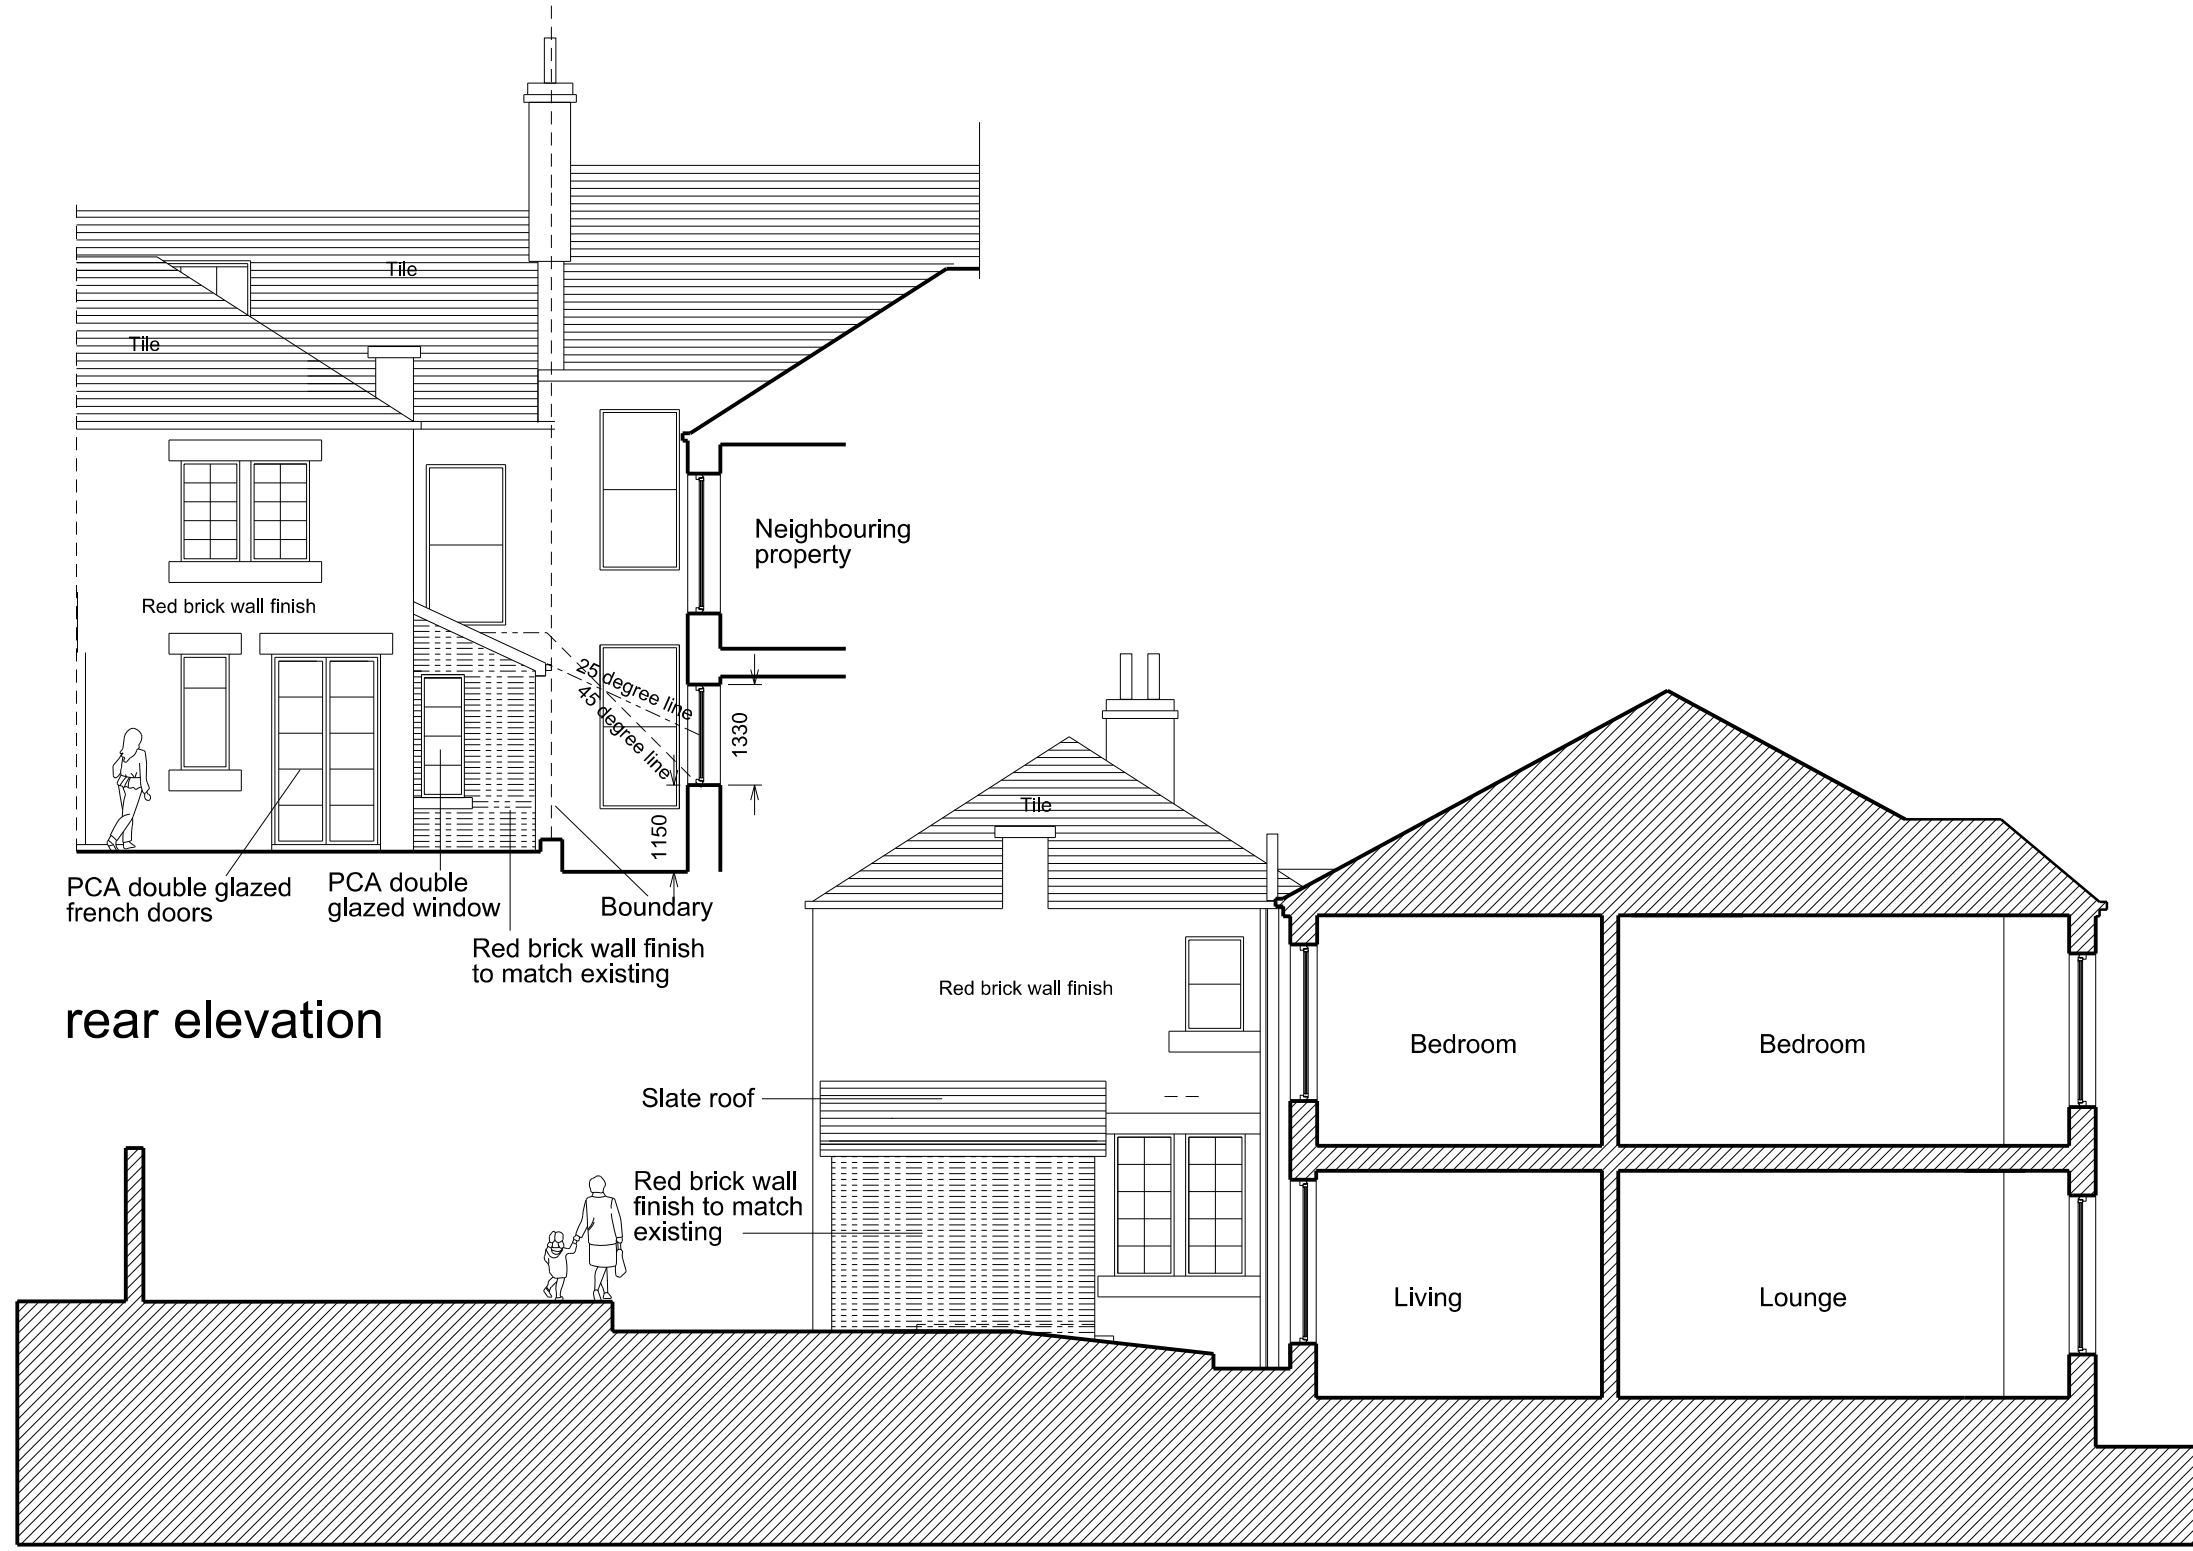 Tile
Tile
Neighbouring
property
Red brick wall finish
25 degree line
45 degree line
1330
1150
PCA double glazed
french doors
PCA double
glazed window
Boundary
Red brick wall finish
to match existing
rear elevation
Tile
Red brick wall finish
Bedroom
Bedroom
Slate roof
Red brick wall
finish to match
existing
Living
Lounge